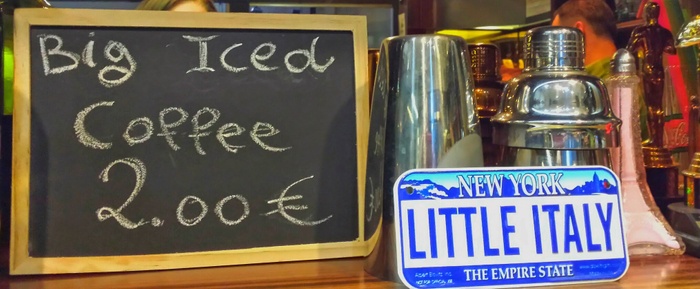 Big Iced
Coffee
2.00 €
NEW YORK
LITTLE ITALY
THE EMPIRE STATE